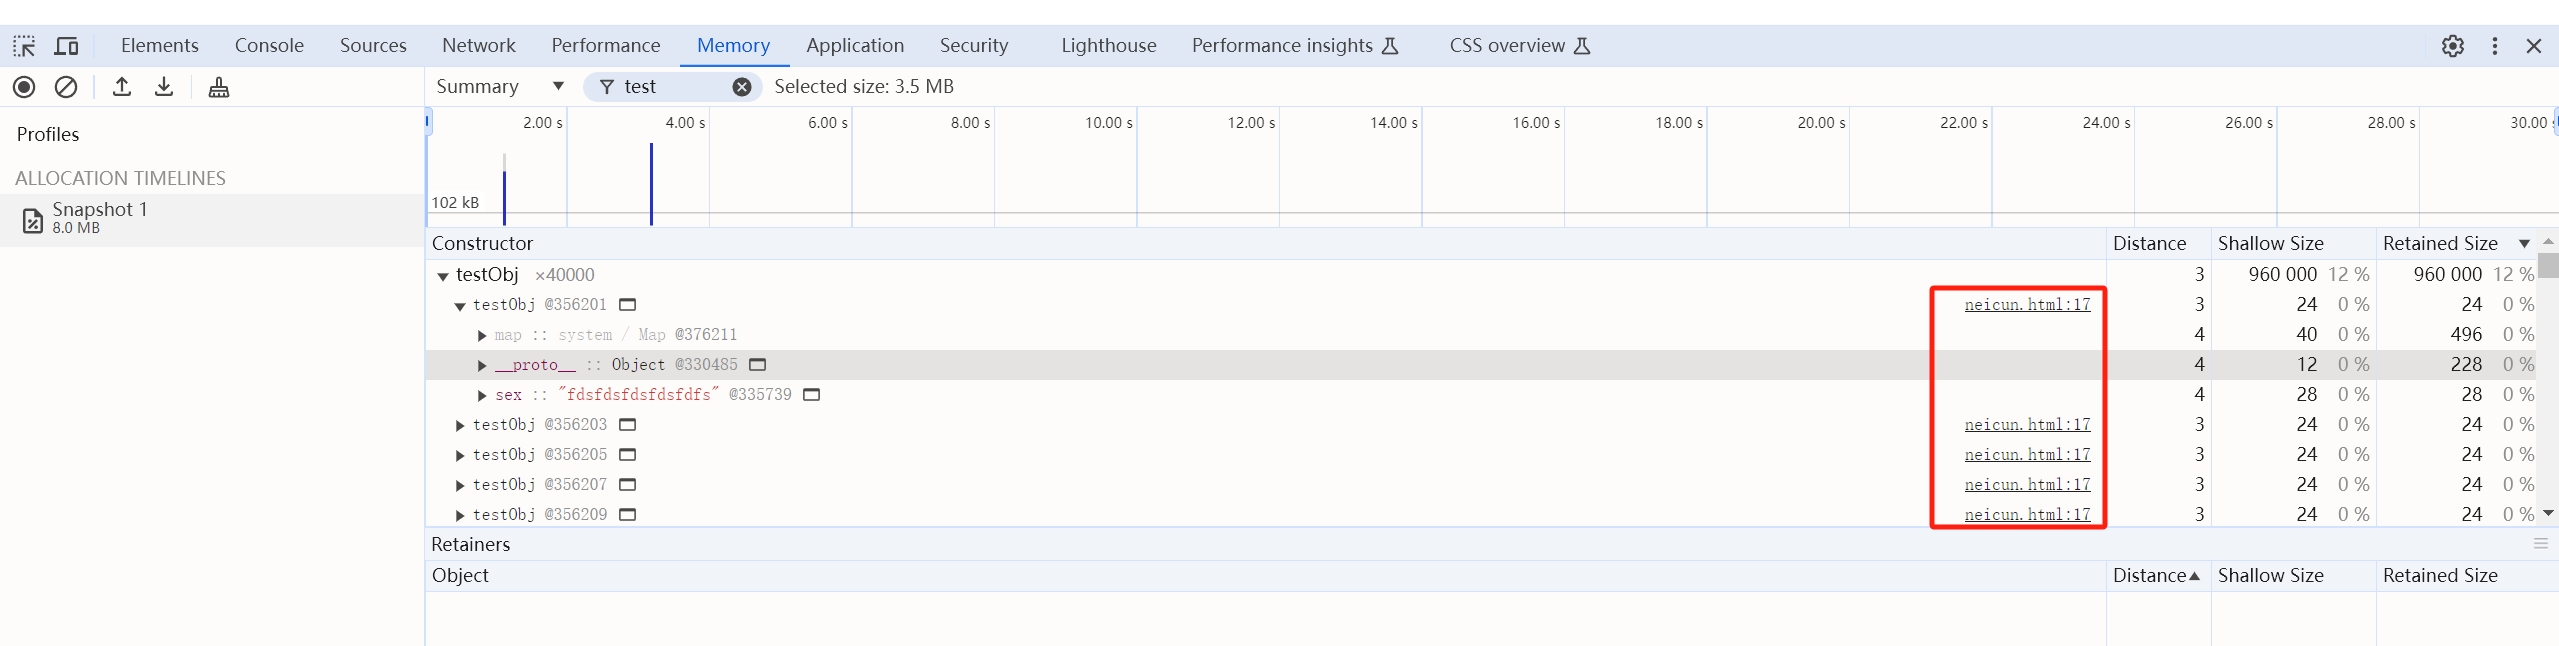 Elements Console Sources Network Performance Memory Application Security Lighthouse Performance insights CSS overview
Summary ▼ test Selected size: 3.5 MB
Profiles
ALLOCATION TIMELINES
Snapshot 1
8.0 MB
2.00 s 4.00 s 6.00 s 8.00 s 10.00 s 12.00 s 14.00 s 16.00 s 18.00 s 20.00 s 22.00 s 24.00 s 26.00 s 28.00 s 30.00 s
102 kB
Constructor Distance Shallow Size Retained Size ▼
▼ testObj ×40000 3 960 000 12 % 960 000 12 %
▼ testObj @356201 neicun.html:17 3 24 0 % 24 0 %
▶ map :: system / Map @376211 4 40 0 % 496 0 %
▶ __proto__ :: Object @330485 4 12 0 % 228 0 %
▶ sex :: "fdsfdsfdsfdsfdfs" @335739 4 28 0 % 28 0 %
▶ testObj @356203 neicun.html:17 3 24 0 % 24 0 %
▶ testObj @356205 neicun.html:17 3 24 0 % 24 0 %
▶ testObj @356207 neicun.html:17 3 24 0 % 24 0 %
▶ testObj @356209 neicun.html:17 3 24 0 % 24 0 %
Retainers
Object Distance▲ Shallow Size Retained Size